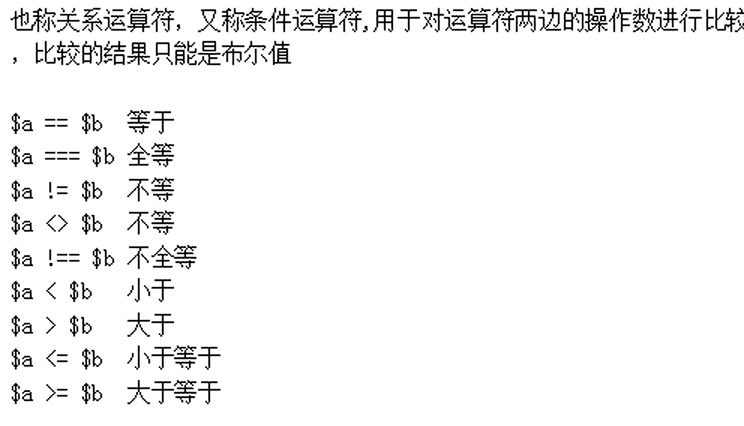 也称关系运算符，又称条件运算符,用于对运算符两边的操作数进行比较
，比较的结果只能是布尔值
$a == $b  等于
$a === $b 全等
$a != $b  不等
$a <> $b  不等
$a !== $b 不全等
$a < $b   小于
$a > $b   大于
$a <= $b  小于等于
$a >= $b  大于等于